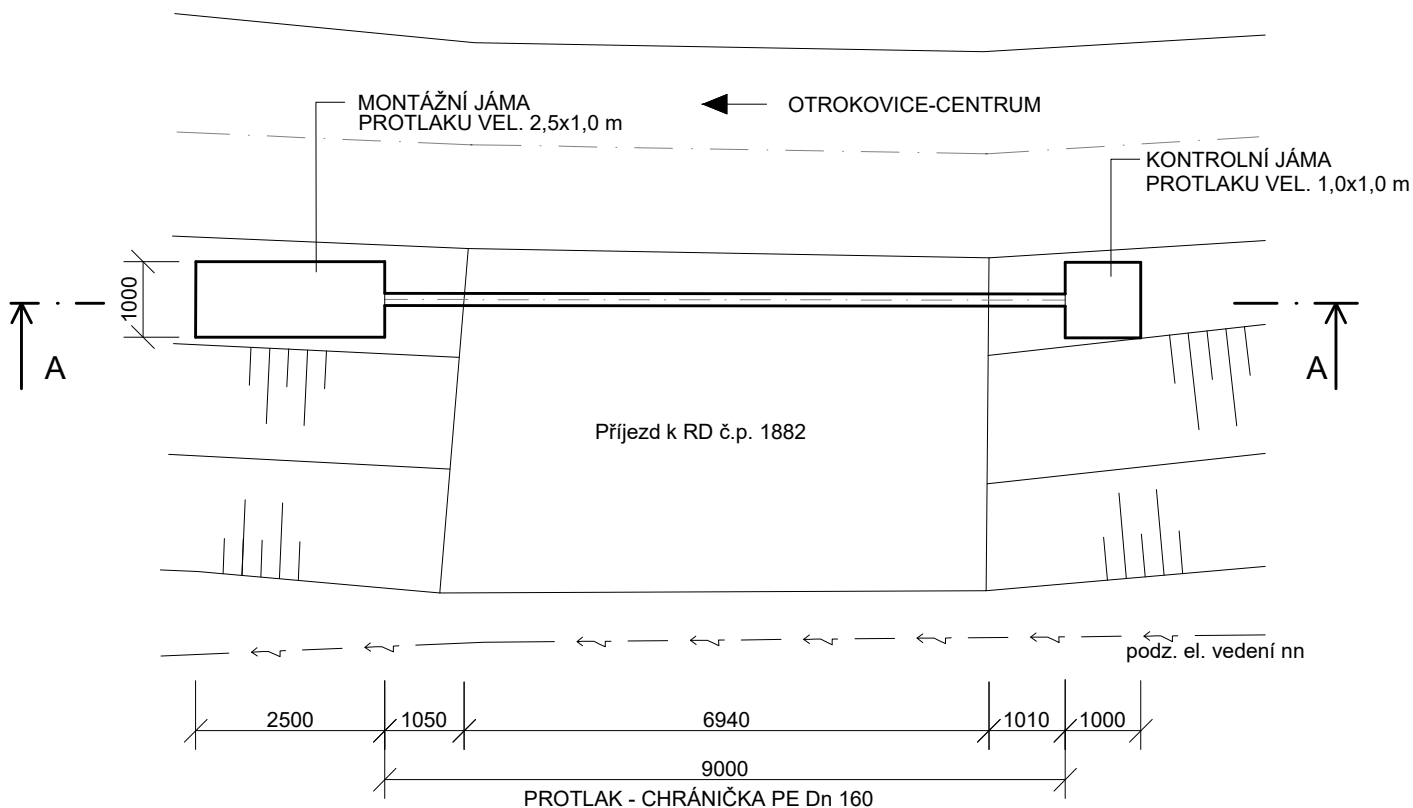 MONTÁŽNÍ JÁMA
PROTLAKU VEL. 2,5x1,0 m
OTROKOVICE-CENTRUM
KONTROLNÍ JÁMA
PROTLAKU VEL. 1,0x1,0 m
1000
A
A
Příjezd k RD č.p. 1882
podz. el. vedení nn
2500
1050
6940
1010
1000
9000
PROTLAK - CHRÁNIČKA PE Dn 160